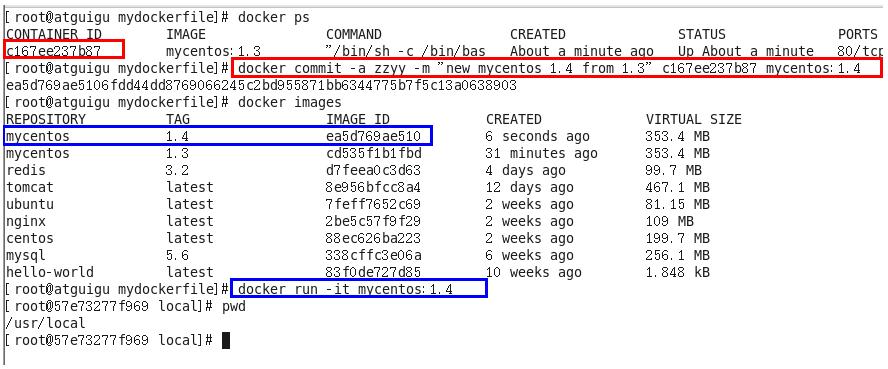 [root@atguigu mydockerfile]# docker ps
CONTAINER ID        IMAGE               COMMAND                CREATED              STATUS              PORTS
c167ee237b87        mycentos:1.3        "/bin/sh -c /bin/bas   About a minute ago   Up About a minute   80/tcp
[root@atguigu mydockerfile]# docker commit -a zzyy -m "new mycentos 1.4 from 1.3" c167ee237b87 mycentos:1.4
ea5d769ae5106fdd44dd8769066245c2bd955871bb6344775b7f5c13a0638903
[root@atguigu mydockerfile]# docker images
REPOSITORY          TAG                 IMAGE ID            CREATED             VIRTUAL SIZE
mycentos            1.4                 ea5d769ae510        6 seconds ago       353.4 MB
mycentos            1.3                 cd535f1b1fbd        31 minutes ago      353.4 MB
redis               3.2                 d7feea0c3d63        4 days ago          99.7 MB
tomcat              latest              8e956bfcc8a4        12 days ago         467.1 MB
ubuntu              latest              7feff7652c69        2 weeks ago         81.15 MB
nginx               latest              2be5c57f9f29        2 weeks ago         109 MB
centos              latest              88ec626ba223        2 weeks ago         199.7 MB
mysql               5.6                 338cffc3e06a        6 weeks ago         256.1 MB
hello-world         latest              83f0de727d85        10 weeks ago        1.848 kB
[root@atguigu mydockerfile]# docker run -it mycentos:1.4
[root@57e73277f969 local]# pwd
/usr/local
[root@57e73277f969 local]#